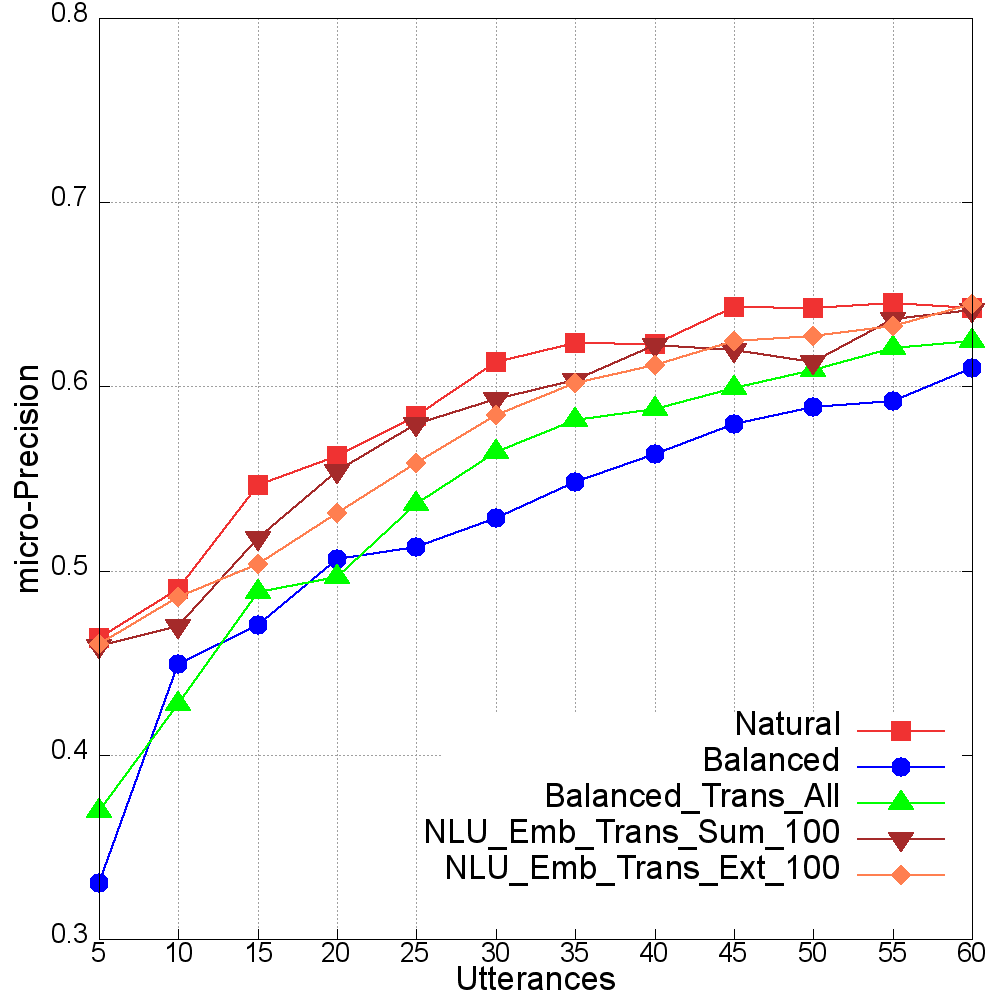 0.8
0.7
0.6
0.5
0.4
0.3
micro-Precision
Natural
Balanced
Balanced_Trans_All
NLU_Emb_Trans_Sum_100
NLU_Emb_Trans_Ext_100
5 10 15 20 25 30 35 40 45 50 55 60
Utterances